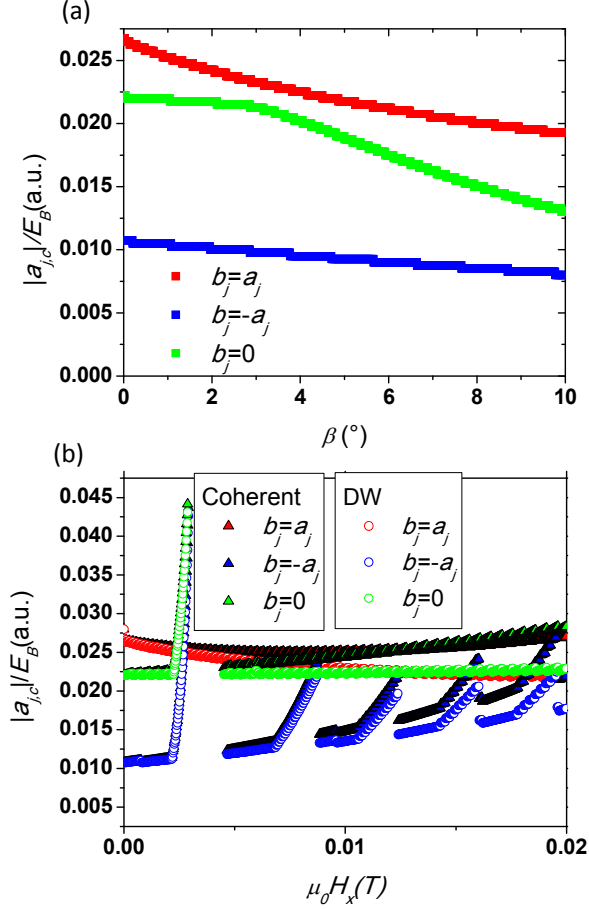 (a)
0.025
0.020
0.015
0.010
0.005
0.000
|a_{j,c}|/E_B(a.u.)
b_j=a_j
b_j=-a_j
b_j=0
0 2 4 6 8 10
β (°)
(b)
0.045
0.040
0.035
0.030
0.025
0.020
0.015
0.010
0.005
|a_{j,c}|/E_B(a.u.)
Coherent
b_j=a_j
b_j=-a_j
b_j=0
DW
b_j=a_j
b_j=-a_j
b_j=0
0.00 0.01 0.02
μ_0H_x(T)